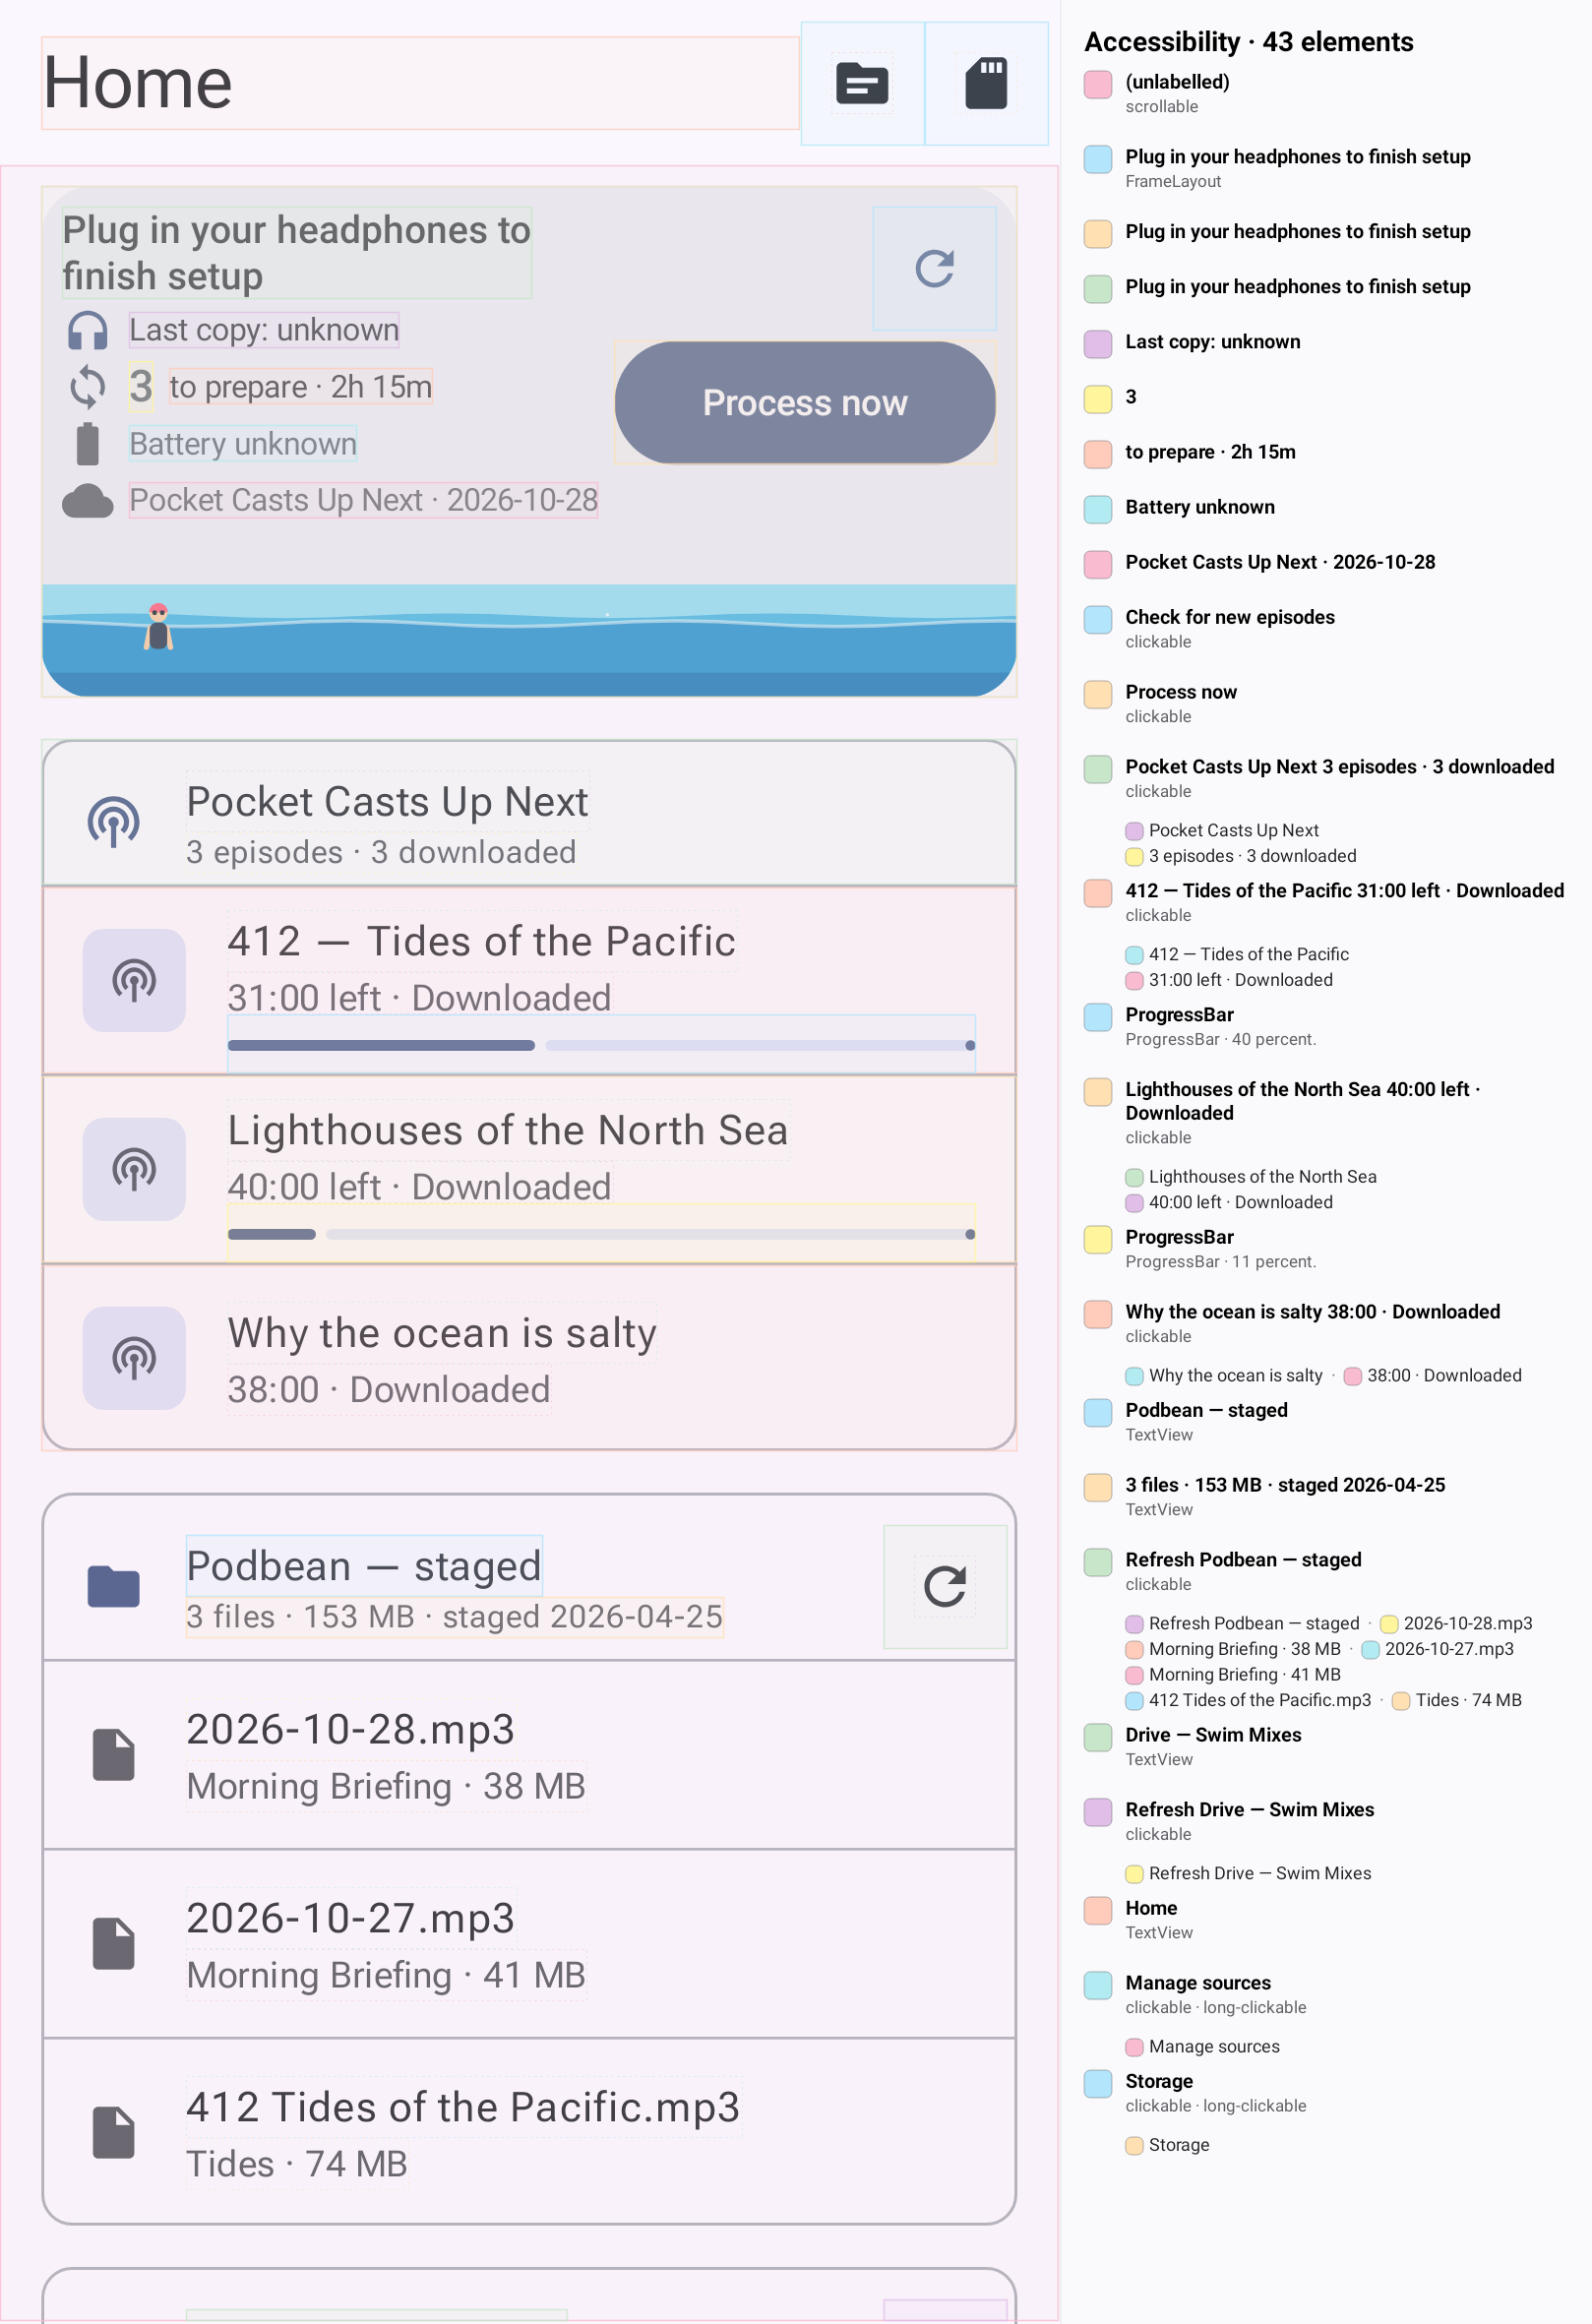 Home
Plug in your headphones to
finish setup
Last copy: unknown
3 to prepare · 2h 15m
Battery unknown
Pocket Casts Up Next · 2026-10-28
Process now
Pocket Casts Up Next
3 episodes · 3 downloaded
412 — Tides of the Pacific
31:00 left · Downloaded
Lighthouses of the North Sea
40:00 left · Downloaded
Why the ocean is salty
38:00 · Downloaded
Podbean — staged
3 files · 153 MB · staged 2026-04-25
2026-10-28.mp3
Morning Briefing · 38 MB
2026-10-27.mp3
Morning Briefing · 41 MB
412 Tides of the Pacific.mp3
Tides · 74 MB
Accessibility · 43 elements
(unlabelled)
scrollable
Plug in your headphones to finish setup
FrameLayout
Plug in your headphones to finish setup
Plug in your headphones to finish setup
Last copy: unknown
3
to prepare · 2h 15m
Battery unknown
Pocket Casts Up Next · 2026-10-28
Check for new episodes
clickable
Process now
clickable
Pocket Casts Up Next 3 episodes · 3 downloaded
clickable
Pocket Casts Up Next
3 episodes · 3 downloaded
412 — Tides of the Pacific 31:00 left · Downloaded
clickable
412 — Tides of the Pacific
31:00 left · Downloaded
ProgressBar
ProgressBar · 40 percent.
Lighthouses of the North Sea 40:00 left ·
Downloaded
clickable
Lighthouses of the North Sea
40:00 left · Downloaded
ProgressBar
ProgressBar · 11 percent.
Why the ocean is salty 38:00 · Downloaded
clickable
Why the ocean is salty · 38:00 · Downloaded
Podbean — staged
TextView
3 files · 153 MB · staged 2026-04-25
TextView
Refresh Podbean — staged
clickable
Refresh Podbean — staged · 2026-10-28.mp3
Morning Briefing · 38 MB · 2026-10-27.mp3
Morning Briefing · 41 MB
412 Tides of the Pacific.mp3 · Tides · 74 MB
Drive — Swim Mixes
TextView
Refresh Drive — Swim Mixes
clickable
Refresh Drive — Swim Mixes
Home
TextView
Manage sources
clickable · long-clickable
Manage sources
Storage
clickable · long-clickable
Storage